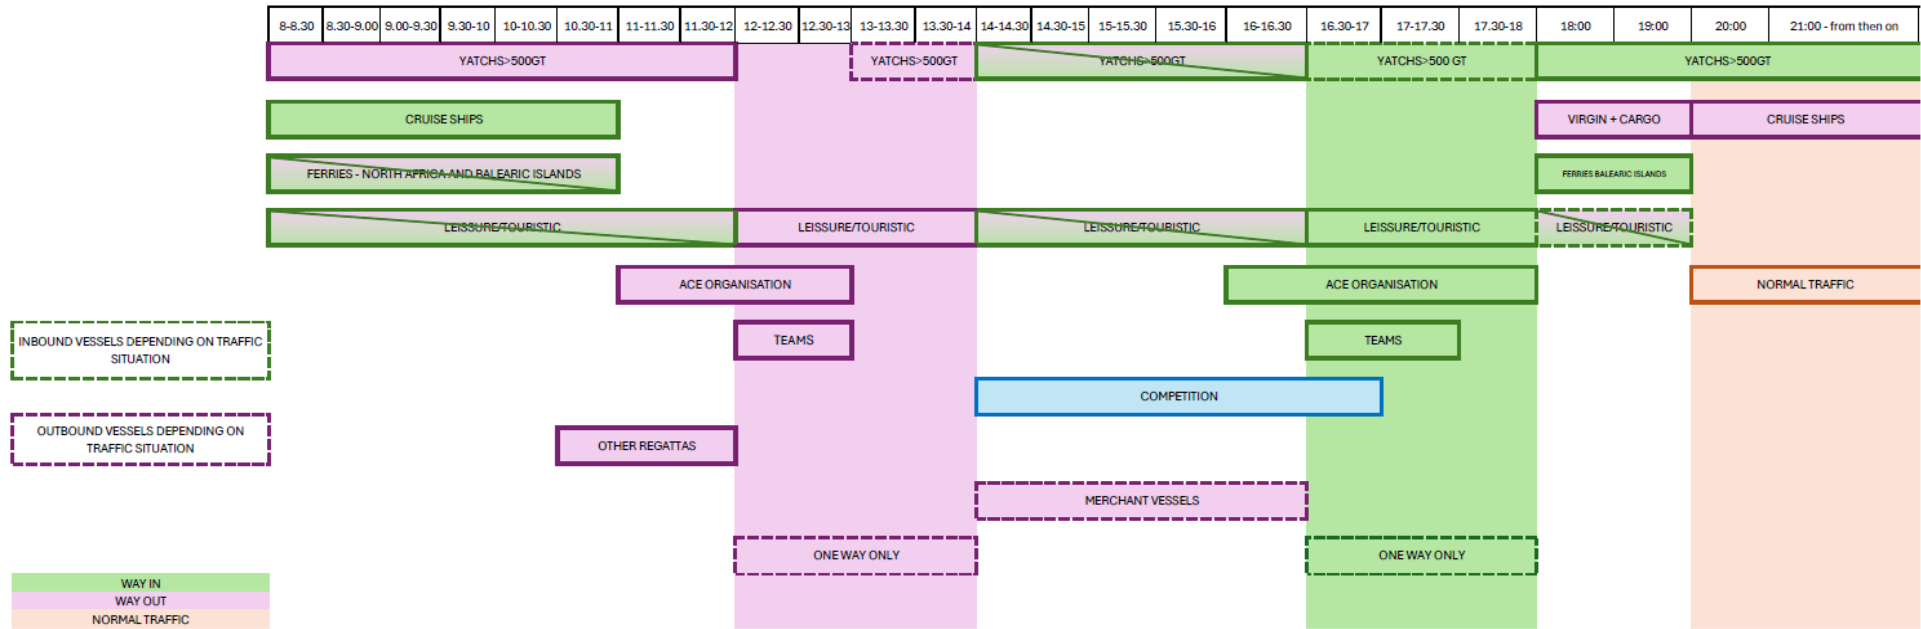 8-8.30 8.30-9.00 9.00-9.30 9.30-10 10-10.30 10.30-11 11-11.30 11.30-12 12-12.30 12.30-13 13-13.30 13.30-14 14-14.30 14.30-15 15-15.30 15.30-16 16-16.30 16.30-17 17-17.30 17.30-18 18:00 19:00 20:00 21:00 - from then on
YATCHS>500GT YATCHS>500GT YATCHS>500GT YATCHS>500 GT YATCHS>500GT
CRUISE SHIPS VIRGIN + CARGO CRUISE SHIPS
FERRIES - NORTH AFRICA AND BALEARIC ISLANDS FERRIES BALEARIC ISLANDS
LEISSURE/TOURISTIC LEISSURE/TOURISTIC LEISSURE/TOURISTIC LEISSURE/TOURISTIC LEISSURE/TOURISTIC
ACE ORGANISATION ACE ORGANISATION NORMAL TRAFFIC
INBOUND VESSELS DEPENDING ON TRAFFIC
SITUATION
TEAMS TEAMS
COMPETITION
OUTBOUND VESSELS DEPENDING ON
TRAFFIC SITUATION
OTHER REGATTAS
MERCHANT VESSELS
ONE WAY ONLY ONE WAY ONLY
WAY IN
WAY OUT
NORMAL TRAFFIC